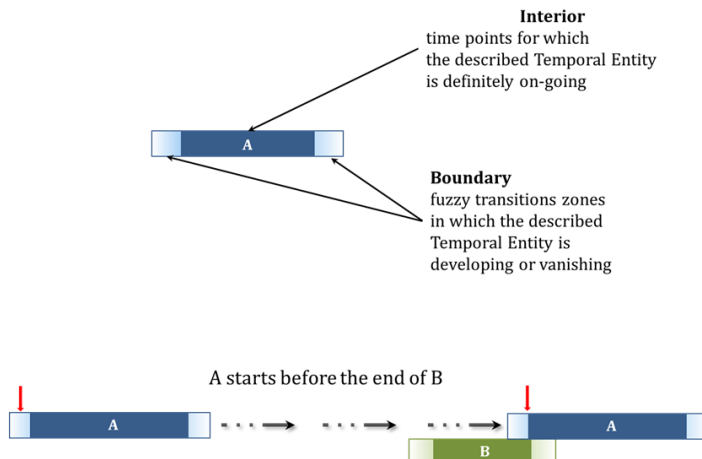 Interior
time points for which
the described Temporal Entity
is definitely on-going
A
Boundary
fuzzy transitions zones
in which the described
Temporal Entity is
developing or vanishing
A starts before the end of B
A
A
B